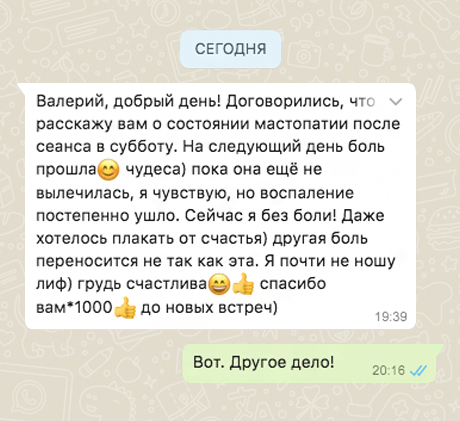 СЕГОДНЯ
Валерий, добрый день! Договорились, что
расскажу вам о состоянии мастопатии после
сеанса в субботу. На следующий день боль
прошла😊 чудеса) пока она ещё не
вылечилась, я чувствую, но воспаление
постепенно ушло. Сейчас я без боли! Даже
хотелось плакать от счастья) другая боль
переносится не так как эта. Я почти не ношу
лиф) грудь счастлива😄👍 спасибо
вам*1000👍 до новых встреч)
19:39
Вот. Другое дело!
20:16